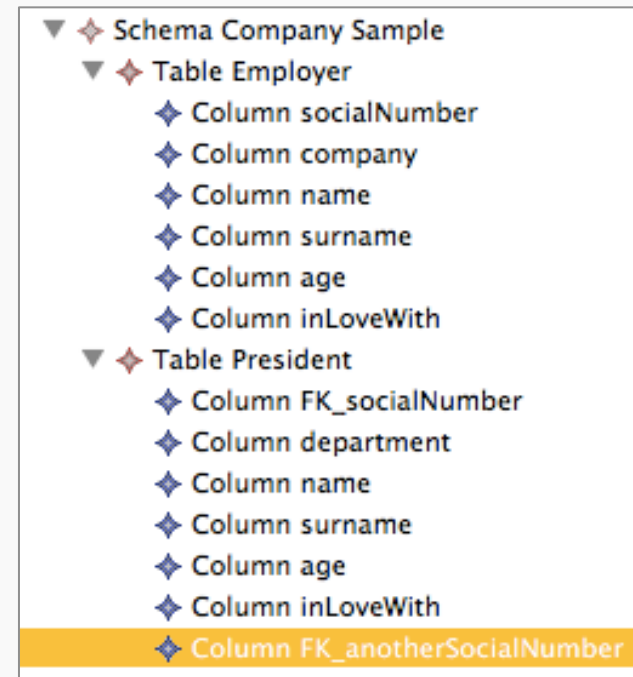 Schema Company Sample
Table Employer
Column socialNumber
Column company
Column name
Column surname
Column age
Column inLoveWith
Table President
Column FK_socialNumber
Column department
Column name
Column surname
Column age
Column inLoveWith
Column FK_anotherSocialNumber